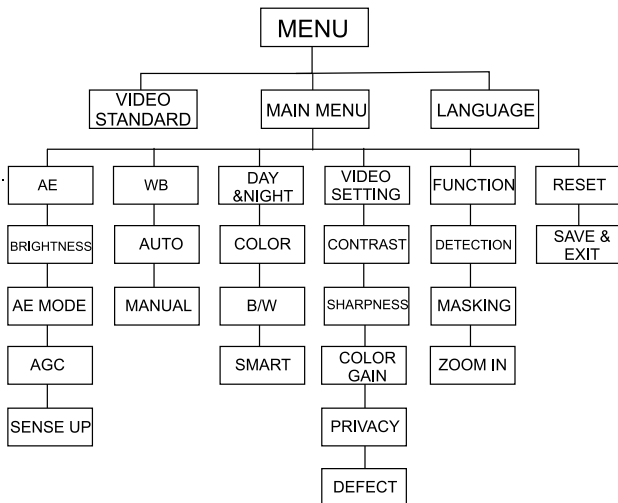 MENU
VIDEO
STANDARD
MAIN MENU
LANGUAGE
AE
WB
DAY
&NIGHT
VIDEO
SETTING
FUNCTION
RESET
BRIGHTNESS
AUTO
COLOR
CONTRAST
DETECTION
SAVE &
EXIT
AE MODE
MANUAL
B/W
SHARPNESS
MASKING
AGC
SMART
COLOR
GAIN
ZOOM IN
SENSE UP
PRIVACY
DEFECT